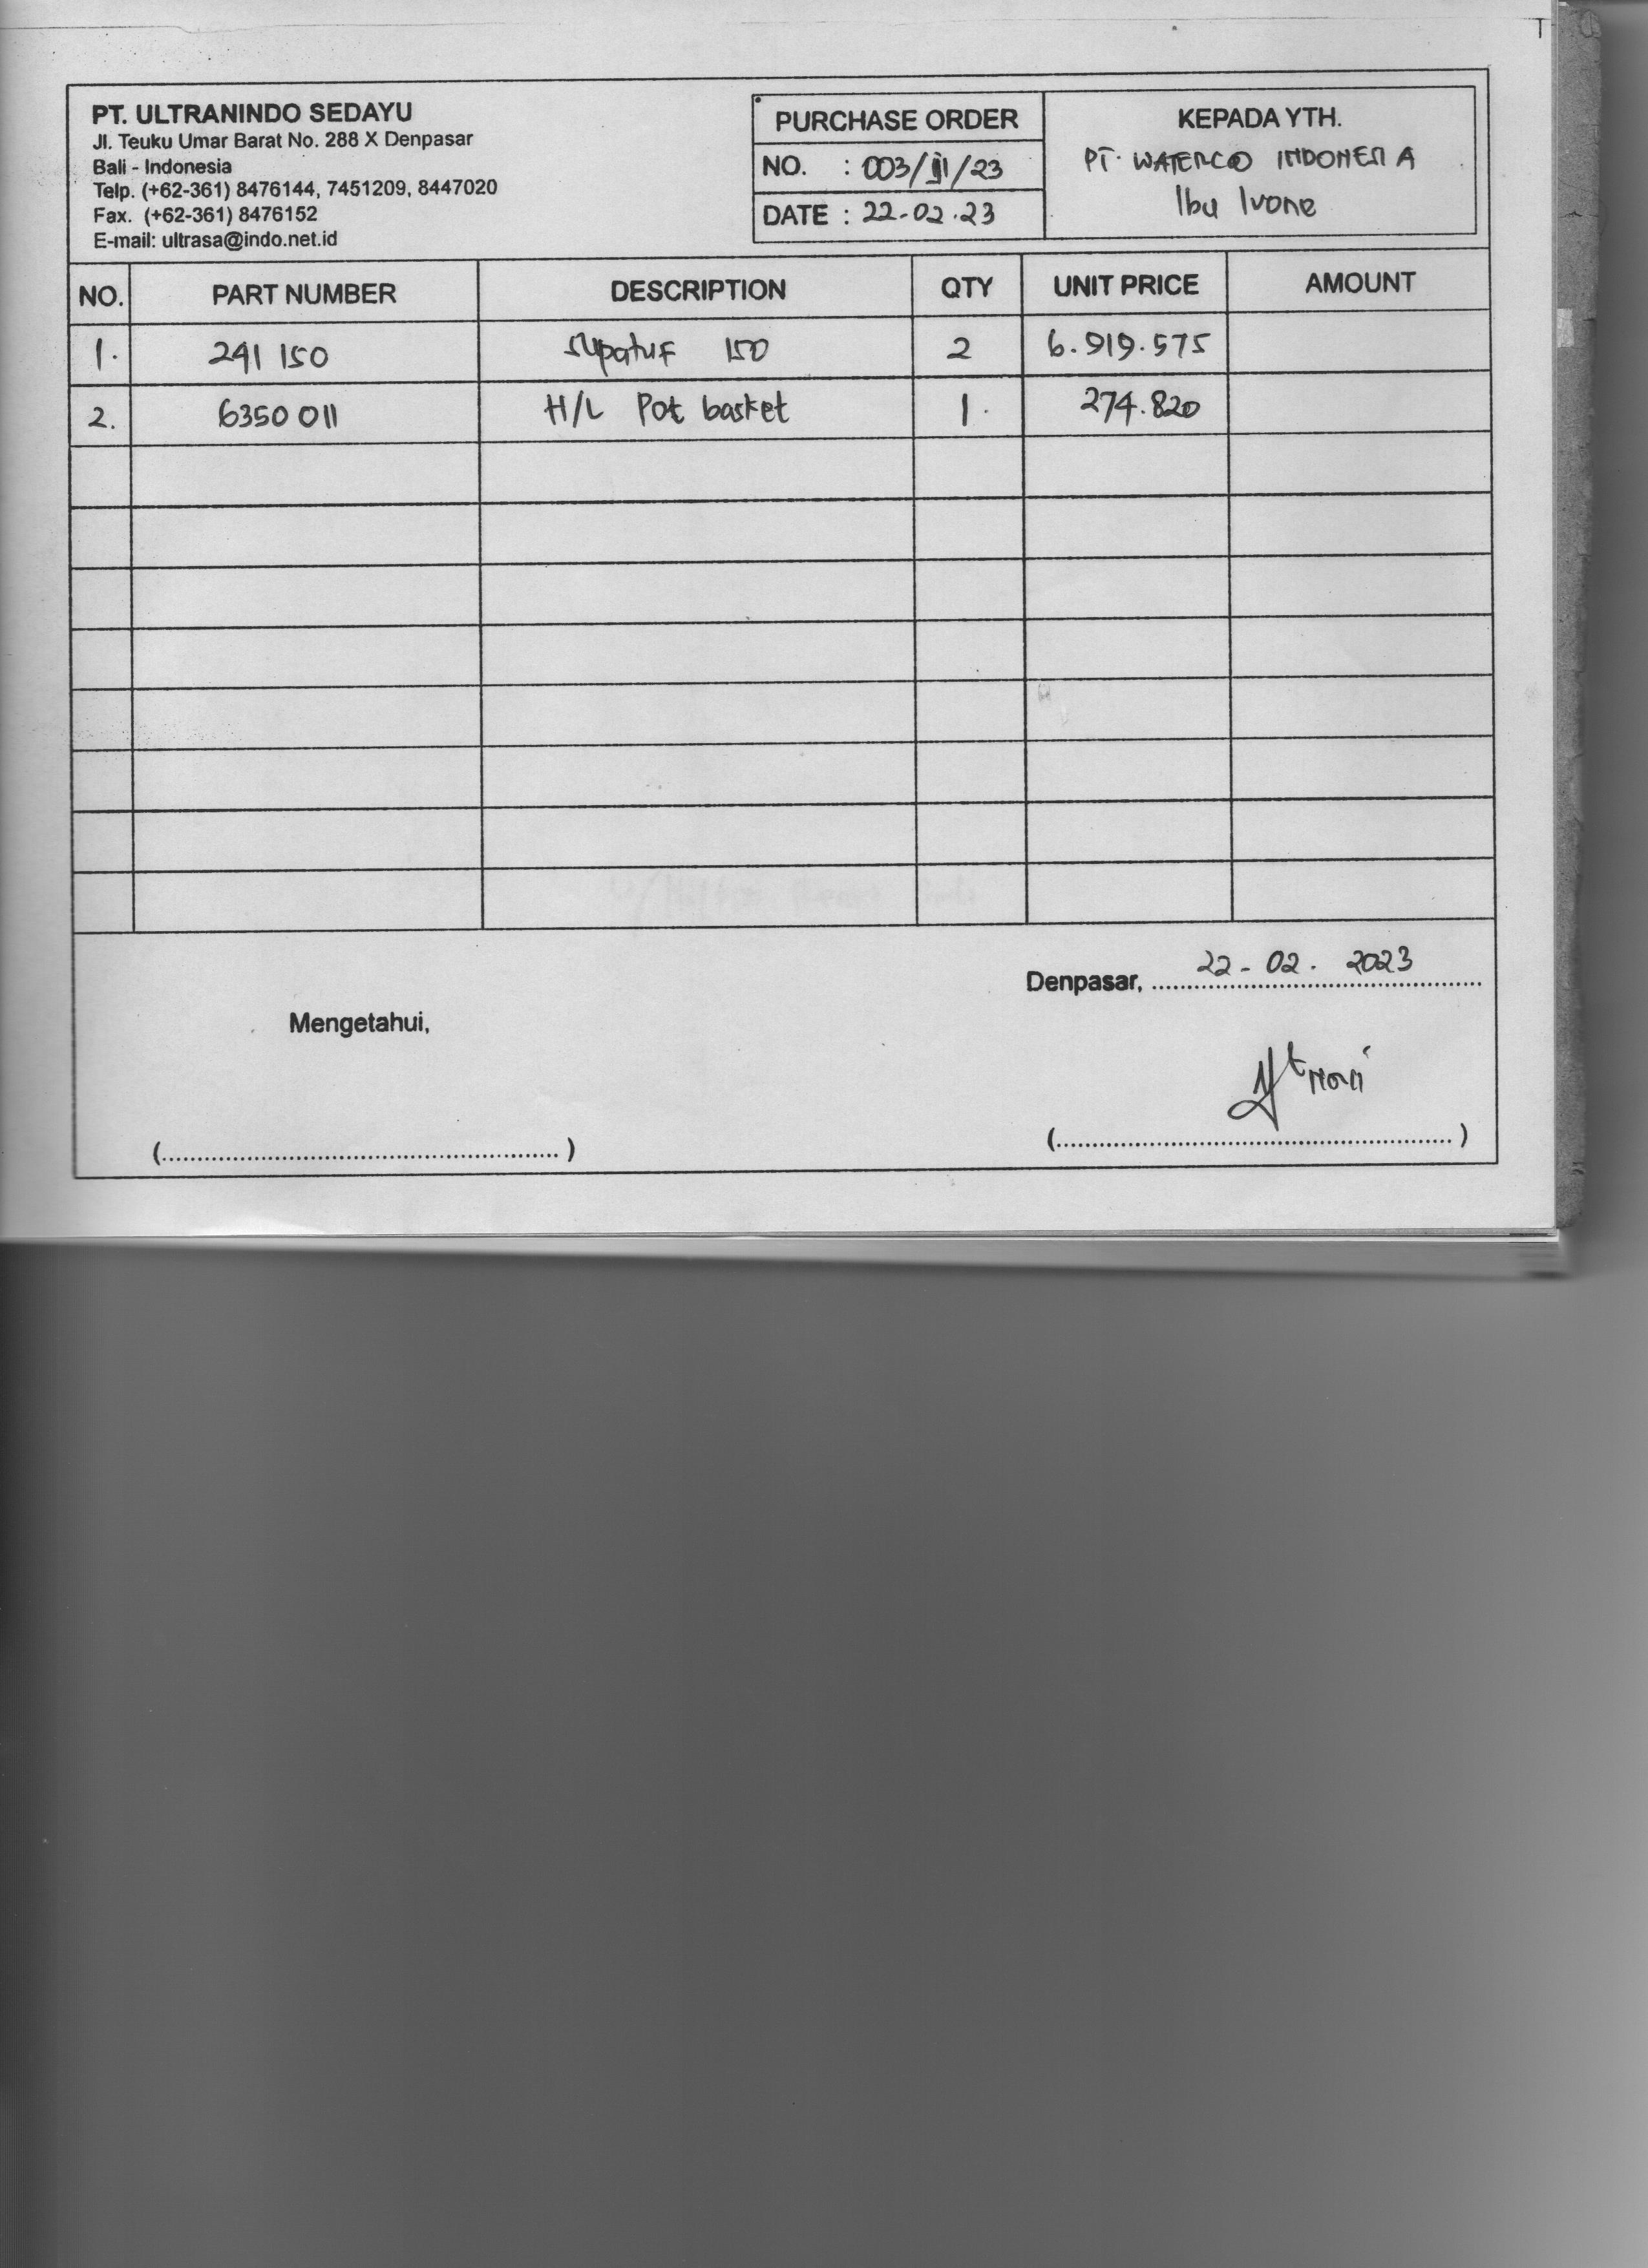 PT. ULTRANINDO SEDAYU
Jl. Teuku Umar Barat No. 288 X Denpasar
Bali - Indonesia
Telp. (+62-361) 8476144, 7451209, 8447020
Fax. (+62-361) 8476152
E-mail: ultrasa@indo.net.id
PURCHASE ORDER
NO. : 003/II/23
DATE : 22-02.23
KEPADA YTH.
PT. WATERCO INDONESIA
Ibu Ivone
NO. PART NUMBER DESCRIPTION QTY UNIT PRICE AMOUNT
1. 241 150 Supatuf 150 2 6.919.575
2. 6350 011 H/L Pot basket 1. 274.820
Denpasar, 22-02.2023
Mengetahui,
(...............) (...............)